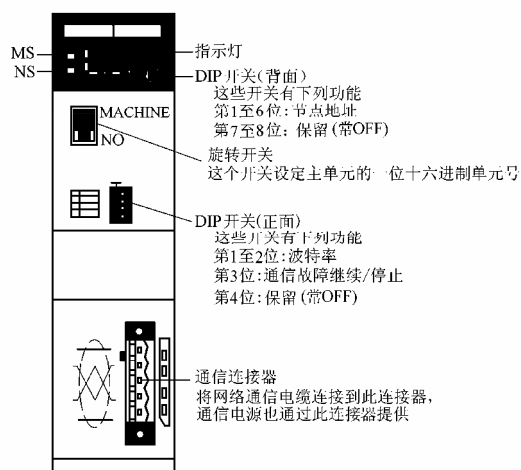 MS
指示灯
NS
DIP开关(背面)
这些开关有下列功能
第1至6位:节点地址
第7至8位:保留(常OFF)
MACHINE
NO
旋转开关
这个开关设定主单元的一位十六进制单元号
DIP开关(正面)
这些开关有下列功能
第1至2位:波特率
第3位:通信故障继续/停止
第4位:保留(常OFF)
通信连接器
将网络通信电缆连接到此连接器，
通信电源也通过此连接器提供